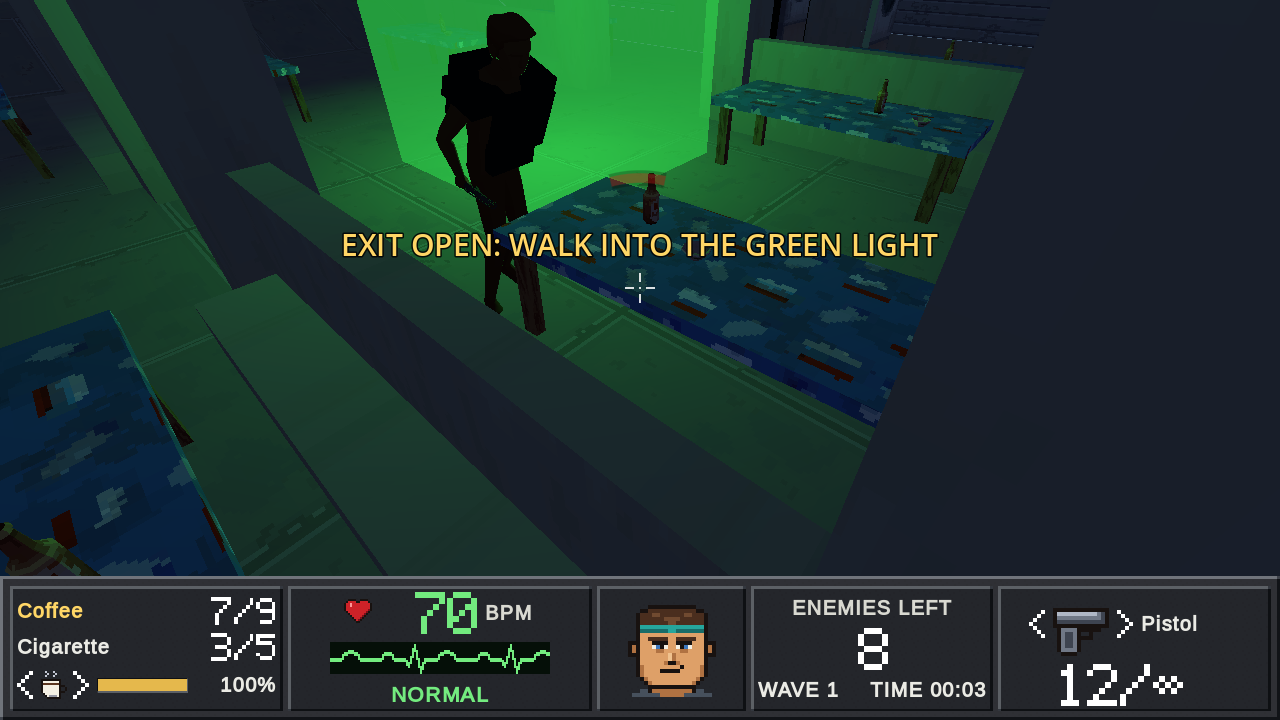 EXIT OPEN: WALK INTO THE GREEN LIGHT
Coffee 7/9
Cigarette 3/5
100%
70 BPM
NORMAL
ENEMIES LEFT
8
WAVE 1 TIME 00:03
Pistol
12/∞